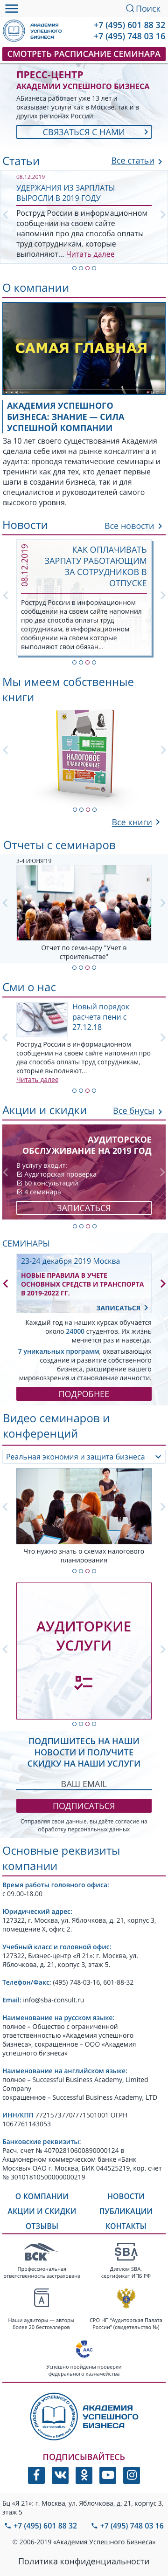 Поиск
АКАДЕМИЯ
УСПЕШНОГО
БИЗНЕСА
+7 (495) 601 88 32
+7 (495) 748 03 16
СМОТРЕТЬ РАСПИСАНИЕ СЕМИНАРА
ПРЕСС-ЦЕНТР
АКАДЕМИИ УСПЕШНОГО БИЗНЕСА
АБизнеса работает уже 13 лет и
оказывает услуги как в Москве, так и в
других регионах России.
СВЯЗАТЬСЯ С НАМИ
Статьи
Все статьи
08.12.2019
УДЕРЖАНИЯ ИЗ ЗАРПЛАТЫ
ВЫРОСЛИ В 2019 ГОДУ
Роструд России в информационном
сообщении на своём сайте
напомнил про два способа оплаты
труд сотрудникам, которые
выполняют... Читать далее
О компании
САМАЯ ГЛАВНАЯ
АКАДЕМИЯ УСПЕШНОГО
БИЗНЕСА: ЗНАНИЕ — СИЛА
УСПЕШНОЙ КОМПАНИИ
За 10 лет своего существования Академия
сделала себе имя на рынке консалтинга и
аудита: проводя тематические семинары и
тренинги как для тех, кто делает первые
шаги в создании бизнеса, так и для
специалистов и руководителей самого
высокого уровня.
Новости
Все новости
08.12.2019
КАК ОПЛАЧИВАТЬ
ЗАРПАТУ РАБОТАЮЩИМ
ЗА СОТРУДНИКОВ В
ОТПУСКЕ
Роструд России в информационном
сообщении на своём сайте напомнил
про два способа оплаты труд
сотрудникам, в информационном
сообщении на своем которые
выполняют свои обязан...
Мы имеем собственные
книги
НАЛОГОВОЕ
ПЛАНИРОВАНИЕ
Все книги
Отчеты с семинаров
3-4 ИЮНЯ'19
Отчет по семинару "Учет в
строительстве"
Сми о нас
Новый порядок
расчета пени с
27.12.18
Роструд России в информационном
сообщении на своём сайте напомнил про
два способа оплаты труд сотрудникам,
которые выполняют...
Читать далее
Акции и скидки
Все бнусы
АУДИТОРСКОЕ
ОБСЛУЖИВАНИЕ НА 2019 ГОД
В услугу входит:
Аудиторская проверка
60 консультаций
4 семинара
ЗАПИСАТЬСЯ
СЕМИНАРЫ
23-24 декабря 2019 Москва
НОВЫЕ ПРАВИЛА В УЧЕТЕ
ОСНОВНЫХ СРЕДСТВ И ТРАНСПОРТА
В 2019-2022 ГГ.
ЗАПИСАТЬСЯ
Каждый год на наших курсах обучается
около 24000 студентов. Их жизнь
меняется раз и навсегда.
7 уникальных программ, охватывающих
создание и развитие собственного
бизнеса, расширение вашего
мировоззрения и становление личности.
ПОДРОБНЕЕ
Видео семинаров и
конференций
Реальная экономия и защита бизнеса
Что нужно знать о схемах налогового
планирования
АУДИТОРКИЕ
УСЛУГИ
ПОДПИШИТЕСЬ НА НАШИ
НОВОСТИ И ПОЛУЧИТЕ
СКИДКУ НА НАШИ УСЛУГИ
ВАШ EMAIL
ПОДПИСАТЬСЯ
Отправляя свои данные, вы даёте согласие на
обработку персональных данных
Основные реквизиты
компании
Время работы головного офиса:
с 09.00-18.00
Юридический адрес:
127322, г. Москва, ул. Яблочкова, д. 21, корпус 3,
помещение X, офис 2.
Учебный класс и головной офис:
127322, Бизнес-центр «Я 21»: г. Москва, ул.
Яблочкова, д. 21, корпус 3, этаж 5.
Телефон/Факс: (495) 748-03-16, 601-88-32
Email: info@sba-consult.ru
Наименование на русском языке:
полное – Общество с ограниченной
ответственностью «Академия успешного
бизнеса», сокращенное – ООО «Академия
успешного бизнеса»
Наименование на английском языке:
полное – Successful Business Academy, Limited
Company
сокращенное – Successful Business Academy, LTD
ИНН/КПП 7721573770/771501001 ОГРН
1067761143053
Банковские реквизиты:
Расч. счет № 40702810600890000124 в
Акционерном коммерческом банке «Банк
Москвы» ОАО г. Москва, БИК 044525219, кор. счет
№ 30101810500000000219
О КОМПАНИИ
НОВОСТИ
АКЦИИ И СКИДКИ
ПУБЛИКАЦИИ
ОТЗЫВЫ
КОНТАКТЫ
ВСК
Профессиональная
ответственность застрахована
SBA
Диплом SBA,
сертификат ИПБ РФ
Наши аудиторы — авторы
более 20 бестселлеров
СРО НП "Аудиторская Палата
России" (свидательство №)
ААС
Успешно пройдены проверки
федерального казначейства
АКАДЕМИЯ
УСПЕШНОГО
БИЗНЕСА
ПОДПИСЫВАЙТЕСЬ
Бц «Я 21»: г. Москва, ул. Яблочкова, д. 21, корпус 3,
этаж 5
+7 (495) 601 88 32
+7 (495) 748 03 16
© 2006-2019 «Академия Успешного Бизнеса»
Политика конфиденциальности